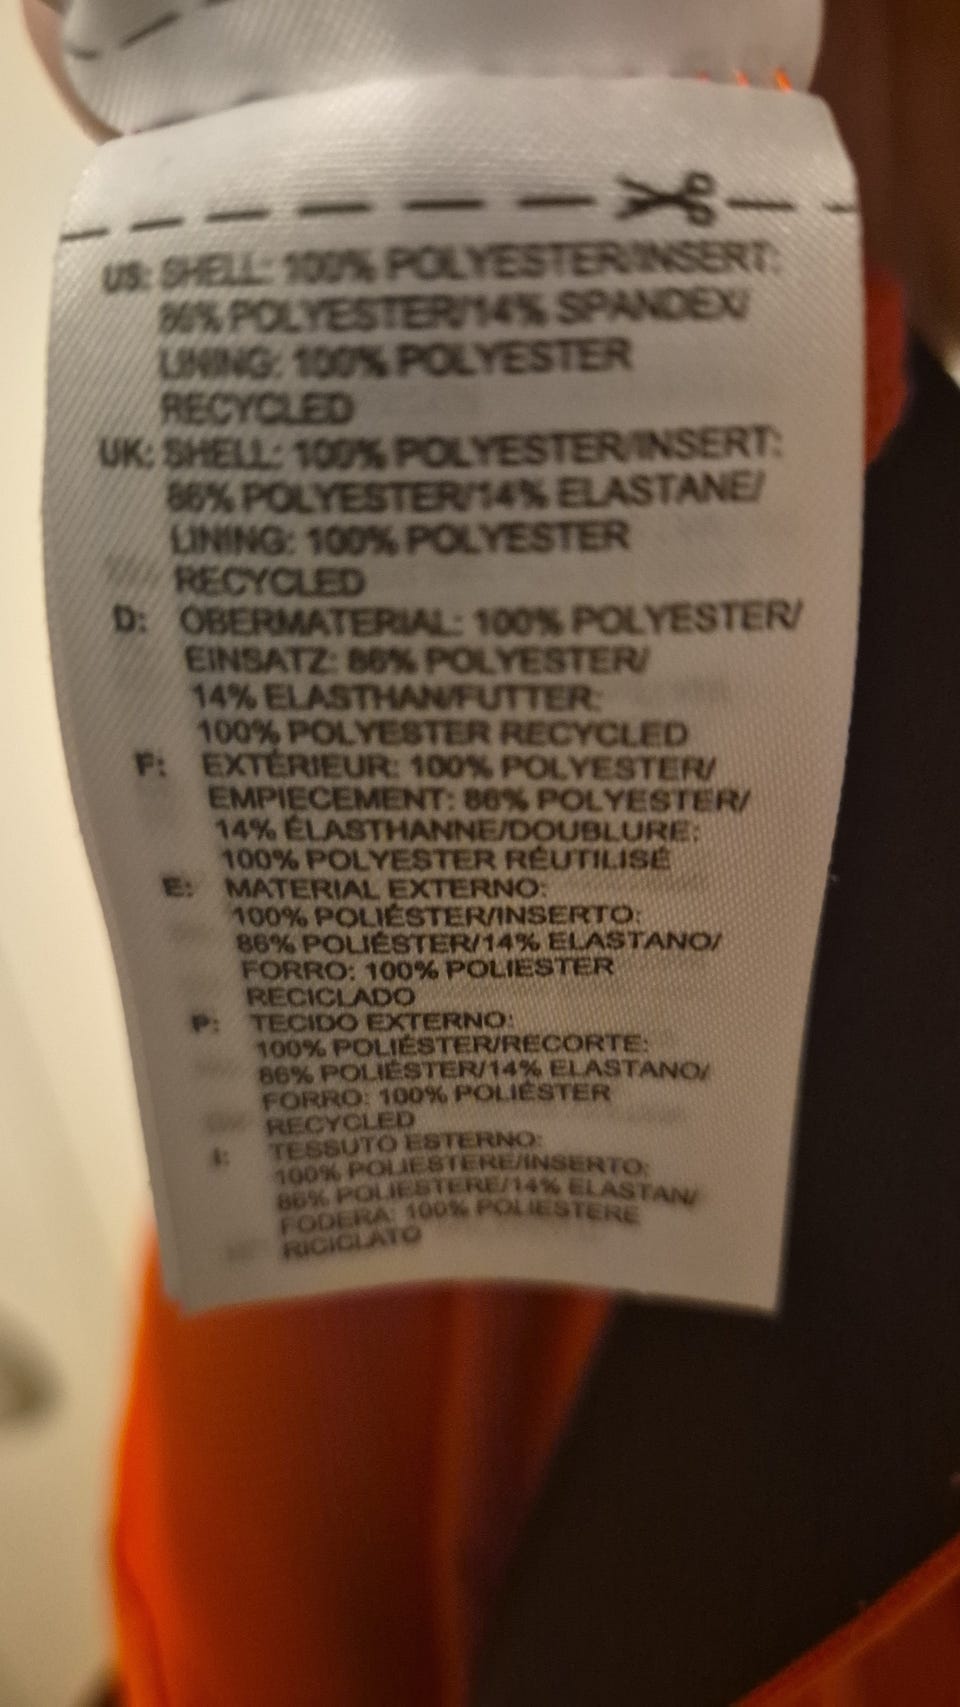 US: SHELL: 100% POLYESTER/INSERT:
86% POLYESTER/14% SPANDEX/
LINING: 100% POLYESTER
RECYCLED
UK: SHELL: 100% POLYESTER/INSERT:
86% POLYESTER/14% ELASTANE/
LINING: 100% POLYESTER
RECYCLED
D: OBERMATERIAL: 100% POLYESTER/
EINSATZ: 86% POLYESTER/
14% ELASTHAN/FUTTER:
100% POLYESTER RECYCLED
F: EXTÉRIEUR: 100% POLYESTER/
EMPIECEMENT: 86% POLYESTER/
14% ÉLASTHANNE/DOUBLURE:
100% POLYESTER RÉUTILISÉ
E: MATERIAL EXTERNO:
100% POLIÉSTER/INSERTO:
86% POLIÉSTER/14% ELASTANO/
FORRO: 100% POLIESTER
RECICLADO
P: TECIDO EXTERNO:
100% POLIÉSTER/RECORTE:
86% POLIÉSTER/14% ELASTANO/
FORRO: 100% POLIÉSTER
RECYCLED
I: TESSUTO ESTERNO:
100% POLIESTERE/INSERTO:
86% POLIESTERE/14% ELASTAN/
FODERA: 100% POLIESTERE
RICICLATO